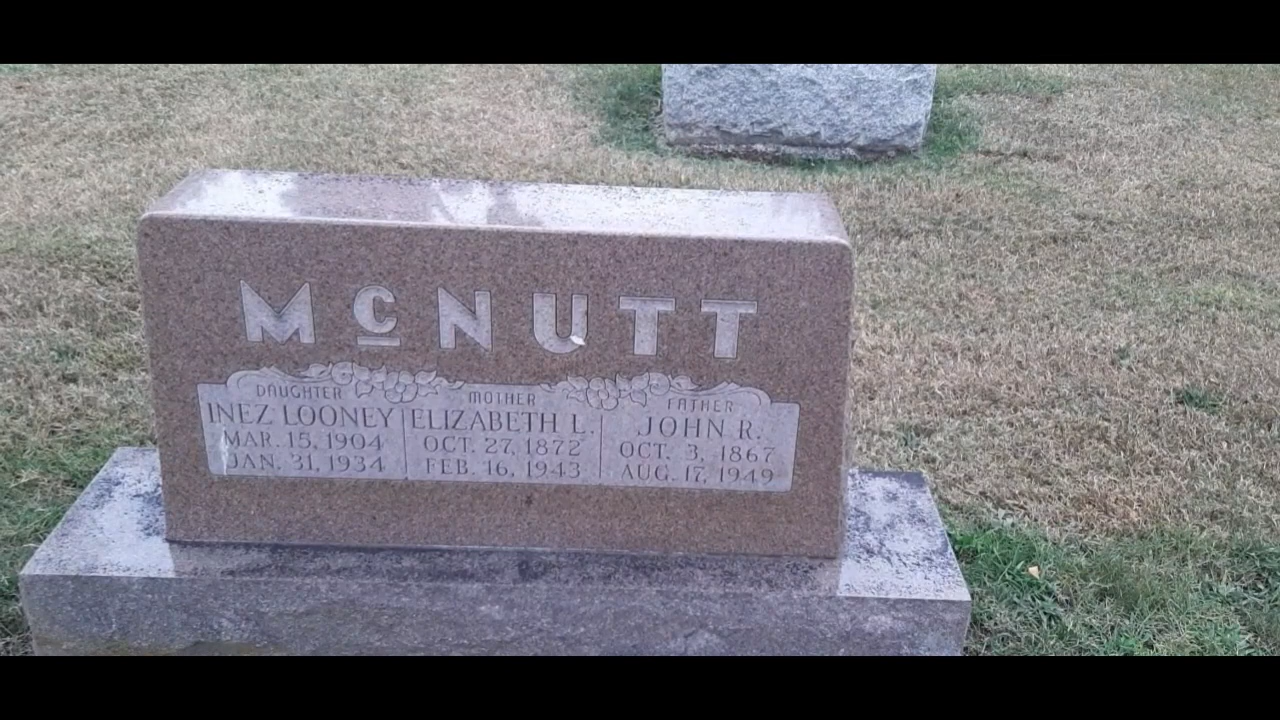 McNUTT
DAUGHTER
INEZ LOONEY
MAR. 15, 1904
JAN. 31, 1934
MOTHER
ELIZABETH L.
OCT. 27, 1872
FEB. 16, 1943
FATHER
JOHN R.
OCT. 3, 1867
AUG. 17, 1949